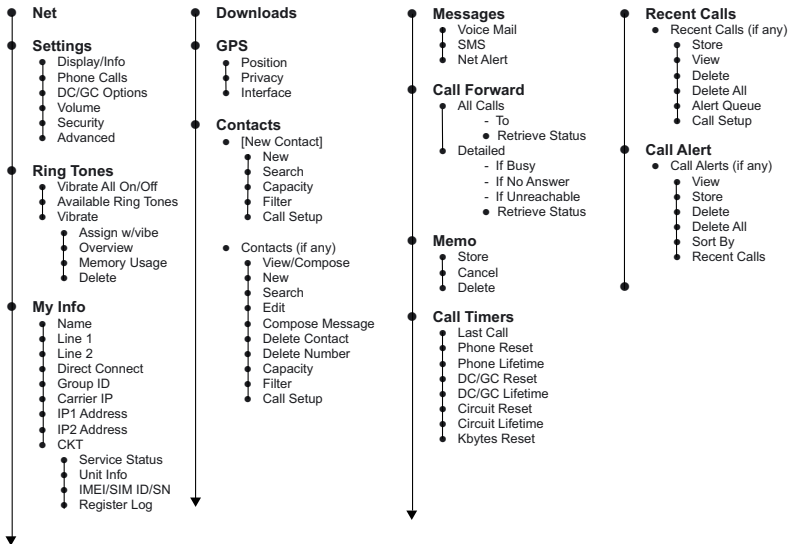 Net
Settings
Display/Info
Phone Calls
DC/GC Options
Volume
Security
Advanced
Ring Tones
Vibrate All On/Off
Available Ring Tones
Vibrate
Assign w/vibe
Overview
Memory Usage
Delete
My Info
Name
Line 1
Line 2
Direct Connect
Group ID
Carrier IP
IP1 Address
IP2 Address
CKT
Service Status
Unit Info
IMEI/SIM ID/SN
Register Log
Downloads
GPS
Position
Privacy
Interface
Contacts
[New Contact]
New
Search
Capacity
Filter
Call Setup
Contacts (if any)
View/Compose
New
Search
Edit
Compose Message
Delete Contact
Delete Number
Capacity
Filter
Call Setup
Messages
Voice Mail
SMS
Net Alert
Call Forward
All Calls
- To
Retrieve Status
Detailed
- If Busy
- If No Answer
- If Unreachable
Retrieve Status
Memo
Store
Cancel
Delete
Call Timers
Last Call
Phone Reset
Phone Lifetime
DC/GC Reset
DC/GC Lifetime
Circuit Reset
Circuit Lifetime
Kbytes Reset
Recent Calls
Recent Calls (if any)
Store
View
Delete
Delete All
Alert Queue
Call Setup
Call Alert
Call Alerts (if any)
View
Store
Delete
Delete All
Sort By
Recent Calls